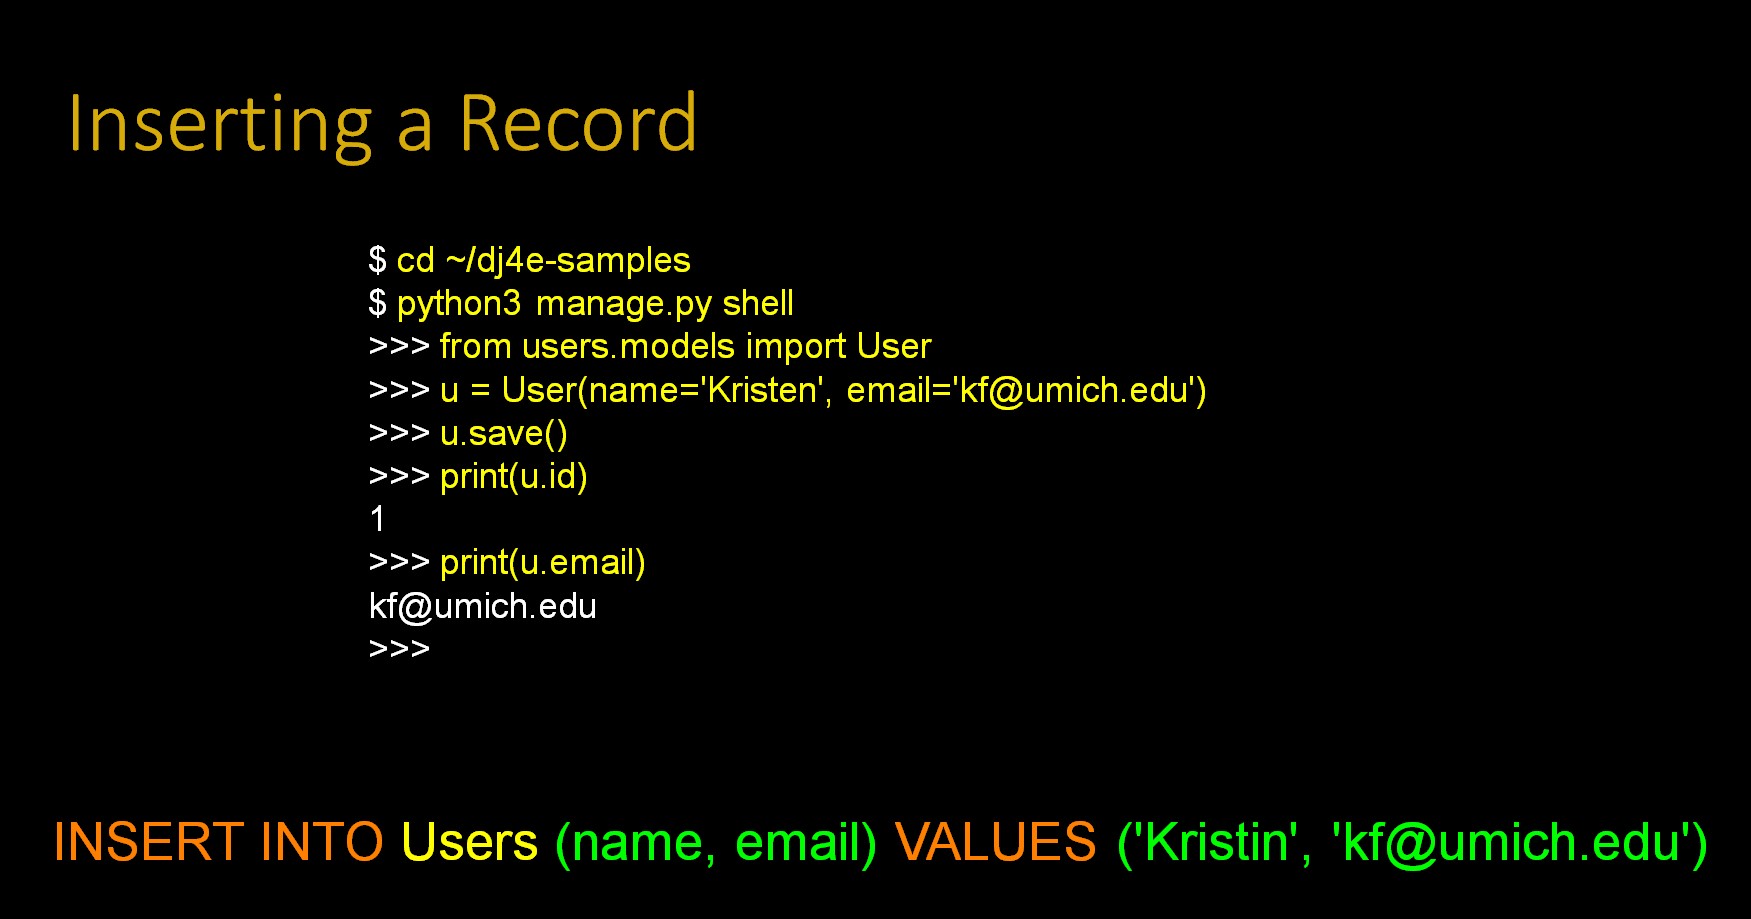 Inserting a Record
$ cd ~/dj4e-samples
$ python3 manage.py shell
>>> from users.models import User
>>> u = User(name='Kristen', email='kf@umich.edu')
>>> u.save()
>>> print(u.id)
1
>>> print(u.email)
kf@umich.edu
>>>
INSERT INTO Users (name, email) VALUES ('Kristin', 'kf@umich.edu')